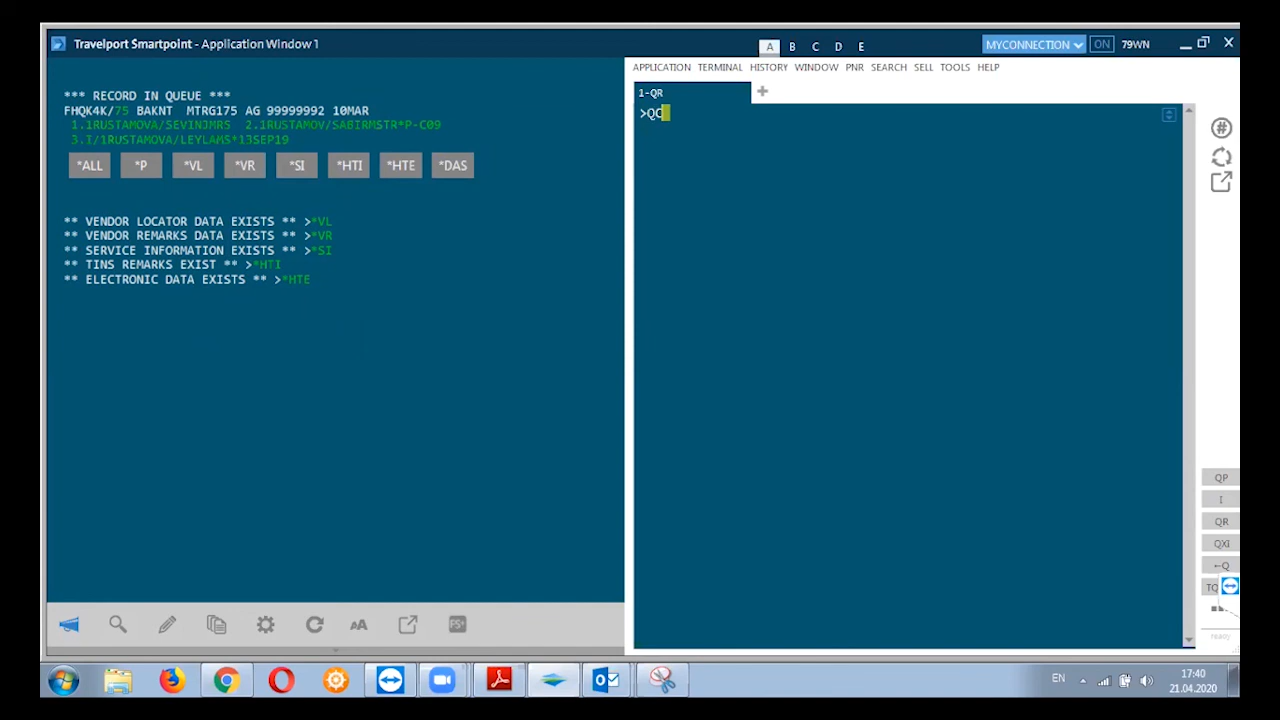 Travelport Smartpoint - Application Window 1
A B C D E
MYCONNECTION ON 79WN
APPLICATION TERMINAL HISTORY WINDOW PNR SEARCH SELL TOOLS HELP
*** RECORD IN QUEUE ***
FHQK4K/75 BAKNT MTRG175 AG 99999992 10MAR
1.1RUSTAMOVA/SEVINJMRS 2.1RUSTAMOV/SABIRMSTR*P-C09
3.I/1RUSTAMOVA/LEYLAMS*13SEP19
*ALL *P *VL *VR *SI *HTI *HTE *DAS
** VENDOR LOCATOR DATA EXISTS ** >*VL
** VENDOR REMARKS DATA EXISTS ** >*VR
** SERVICE INFORMATION EXISTS ** >*SI
** TINS REMARKS EXIST ** >*HTI
** ELECTRONIC DATA EXISTS ** >*HTE
1-QR
>QC
QP
I
QR
QXI
←Q
TQ
ready
AA
PS+
EN
17:40
21.04.2020